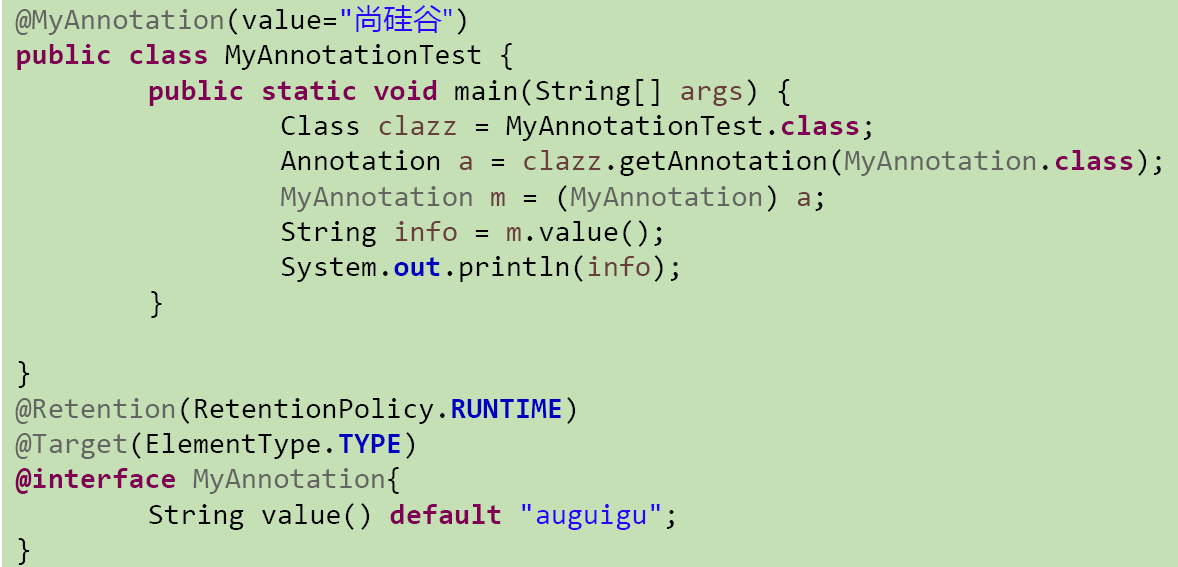 @MyAnnotation(value="尚硅谷")
public class MyAnnotationTest {
public static void main(String[] args) {
Class clazz = MyAnnotationTest.class;
Annotation a = clazz.getAnnotation(MyAnnotation.class);
MyAnnotation m = (MyAnnotation) a;
String info = m.value();
System.out.println(info);
}
}
@Retention(RetentionPolicy.RUNTIME)
@Target(ElementType.TYPE)
@interface MyAnnotation{
String value() default "auguigu";
}